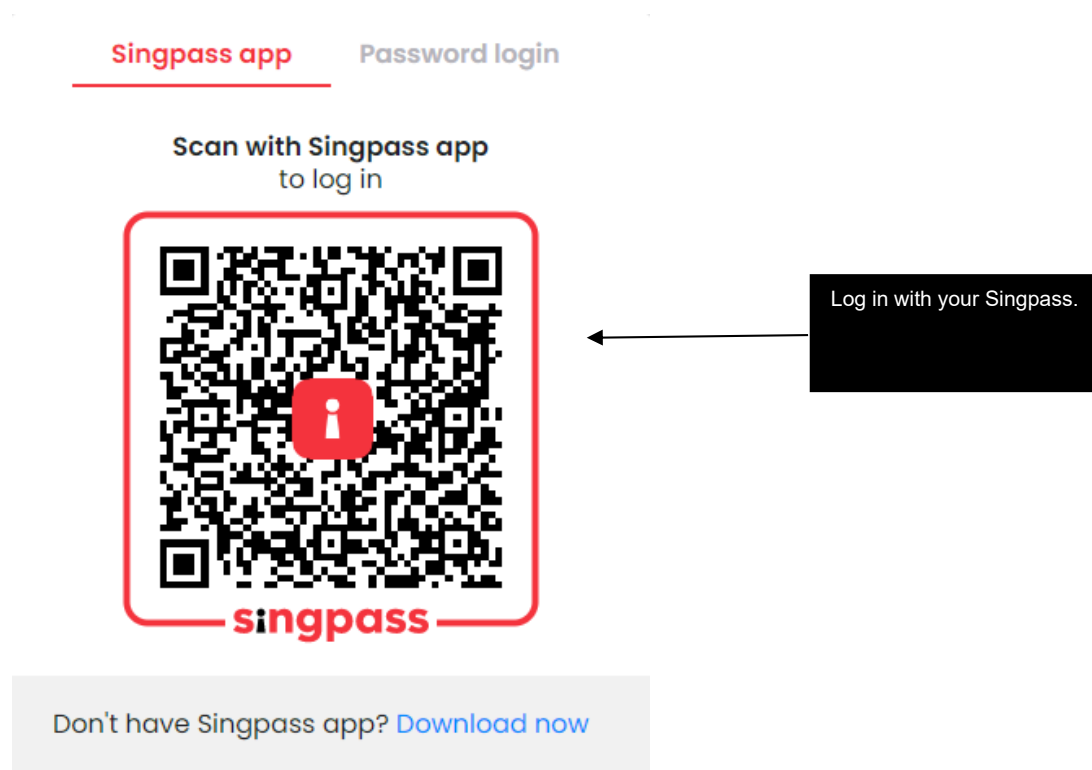 Singpass app
Password login
Scan with Singpass app
to log in
Log in with your Singpass.
singpass
Don't have Singpass app? Download now